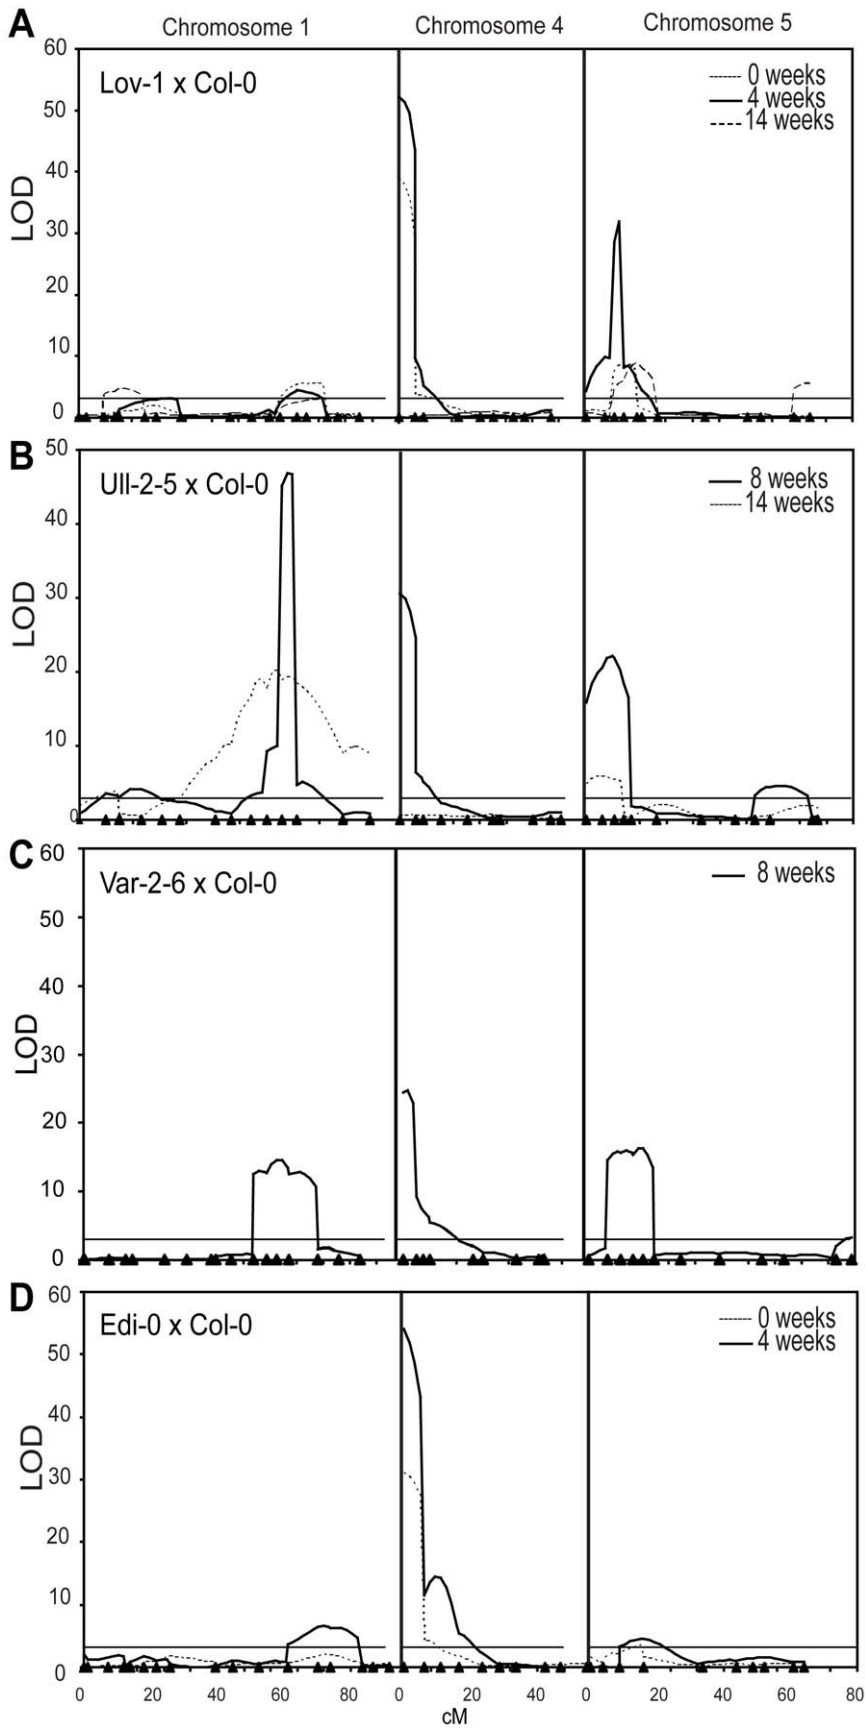 A Chromosome 1 Chromosome 4 Chromosome 5
60
Lov-1 x Col-0
0 weeks
4 weeks
14 weeks
50
40
LOD
30
20
10
0
B
50
Ull-2-5 x Col-0
8 weeks
14 weeks
40
30
LOD
20
10
0
C
60
Var-2-6 x Col-0
8 weeks
50
40
LOD
30
20
10
0
D
60
Edi-0 x Col-0
0 weeks
4 weeks
50
40
LOD
30
20
10
0
0 20 40 60 80 0 20 40 0 20 40 60 80
cM